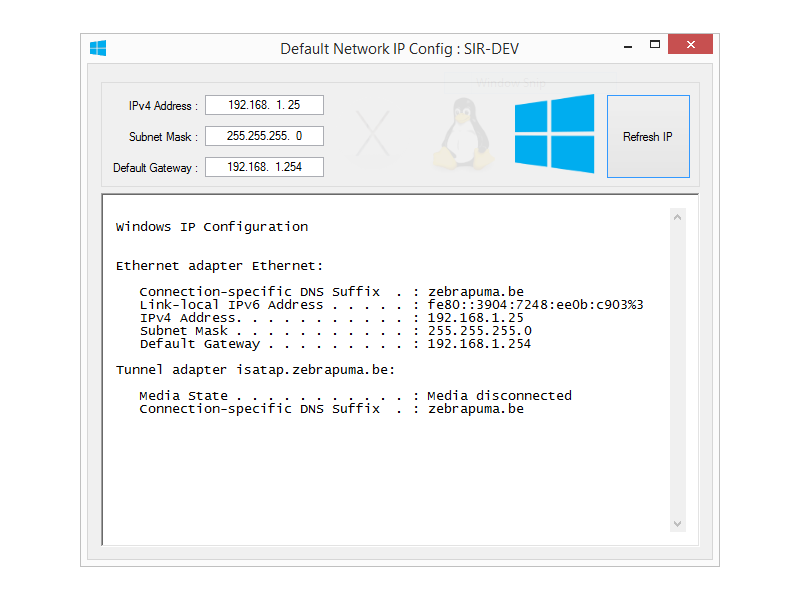 Default Network IP Config : SIR-DEV
Window Snip
IPv4 Address : 192.168. 1. 25
Subnet Mask : 255.255.255. 0
Default Gateway : 192.168. 1.254
X
Refresh IP
Windows IP Configuration
Ethernet adapter Ethernet:
Connection-specific DNS Suffix . : zebrapuma.be
Link-local IPv6 Address . . . . . : fe80::3904:7248:ee0b:c903%3
IPv4 Address. . . . . . . . . . . : 192.168.1.25
Subnet Mask . . . . . . . . . . . : 255.255.255.0
Default Gateway . . . . . . . . . : 192.168.1.254
Tunnel adapter isatap.zebrapuma.be:
Media State . . . . . . . . . . . : Media disconnected
Connection-specific DNS Suffix . : zebrapuma.be